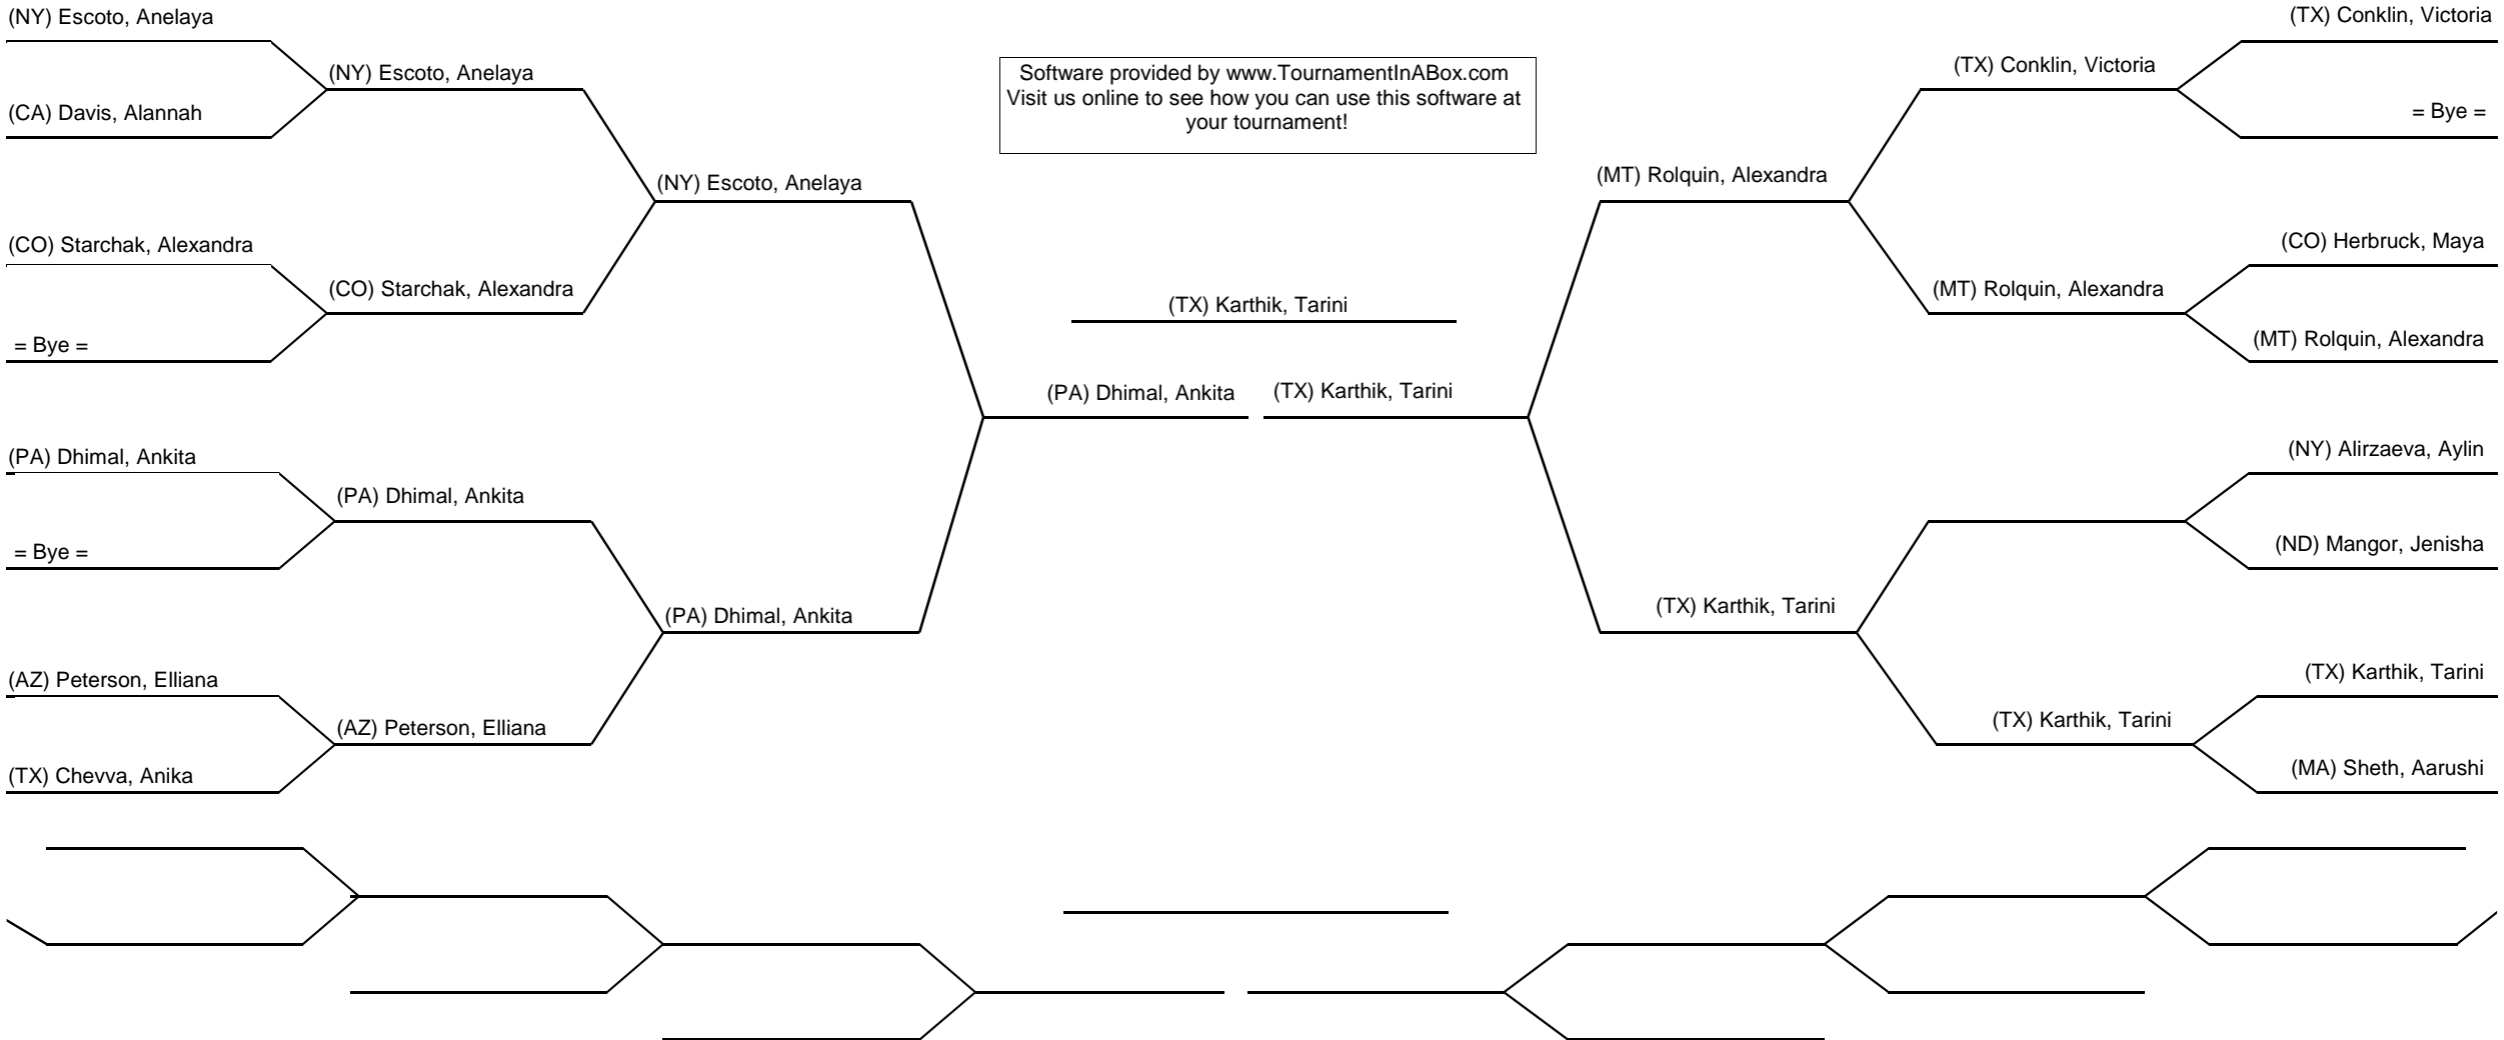 (NY) Escoto, Anelaya
(CA) Davis, Alannah
(CO) Starchak, Alexandra
= Bye =
(PA) Dhimal, Ankita
= Bye =
(AZ) Peterson, Elliana
(TX) Chevva, Anika
(NY) Escoto, Anelaya
(CO) Starchak, Alexandra
(PA) Dhimal, Ankita
(AZ) Peterson, Elliana
(NY) Escoto, Anelaya
(PA) Dhimal, Ankita
Software provided by www.TournamentInABox.com
Visit us online to see how you can use this software at
your tournament!
(TX) Karthik, Tarini
(PA) Dhimal, Ankita
(TX) Karthik, Tarini
(MT) Rolquin, Alexandra
(TX) Karthik, Tarini
(TX) Conklin, Victoria
(MT) Rolquin, Alexandra
(TX) Karthik, Tarini
(TX) Conklin, Victoria
= Bye =
(CO) Herbruck, Maya
(MT) Rolquin, Alexandra
(NY) Alirzaeva, Aylin
(ND) Mangor, Jenisha
(TX) Karthik, Tarini
(MA) Sheth, Aarushi